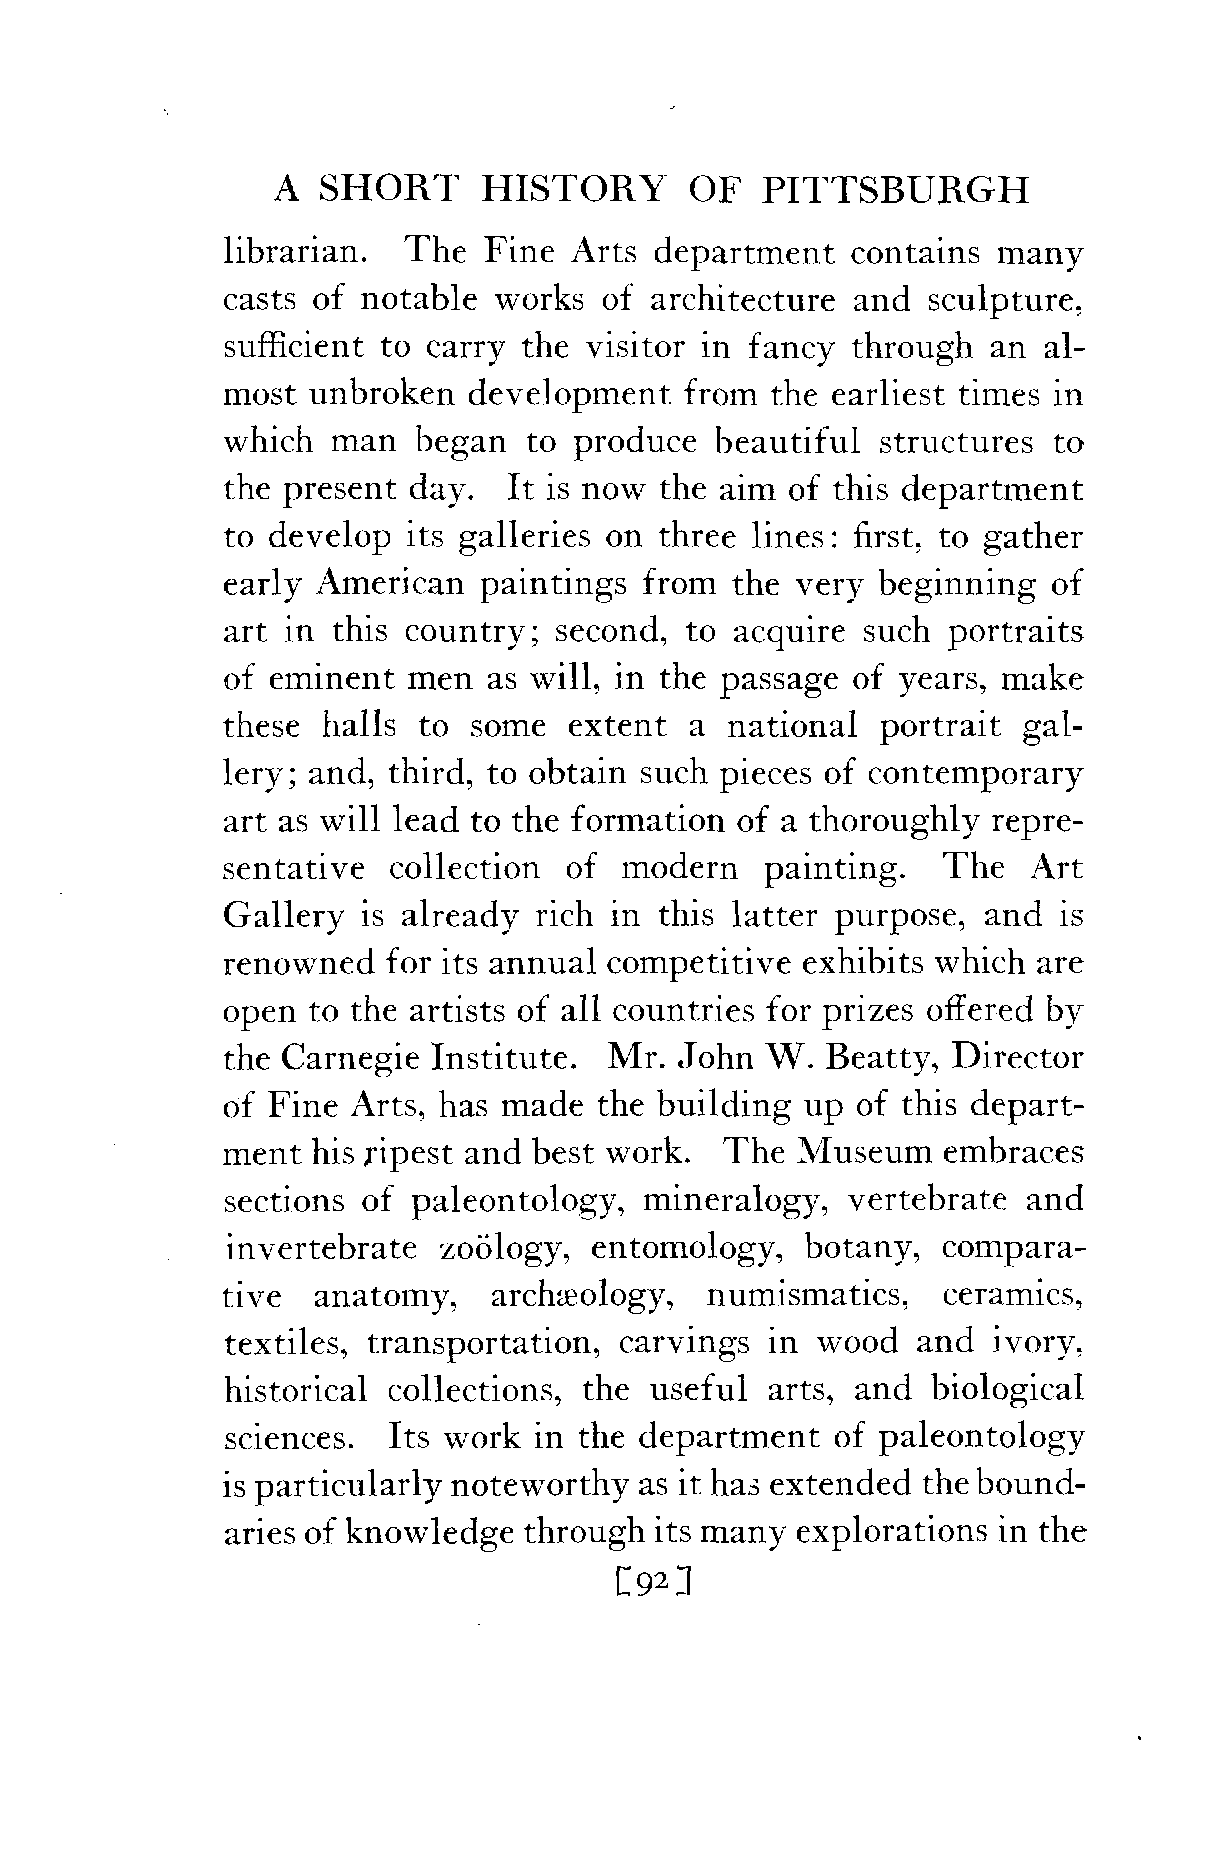 A SHORT HISTORY OF PITTSBURGH
librarian. The Fine Arts department contains many
casts of notable works of architecture and sculpture,
sufficient to carry the visitor in fancy through an al-
most unbroken development from the earliest times in
which man began to produce beautiful structures to
the present day. It is now the aim of this department
to develop its galleries on three lines: first, to gather
early American paintings from the very beginning of
art in this country; second, to acquire such portraits
of eminent men as will, in the passage of years, make
these halls to some extent a national portrait gal-
lery; and, third, to obtain such pieces of contemporary
art as will lead to the formation of a thoroughly repre-
sentative collection of modern painting. The Art
Gallery is already rich in this latter purpose, and is
renowned for its annual competitive exhibits which are
open to the artists of all countries for prizes offered by
the Carnegie Institute. Mr. John W. Beatty, Director
of Fine Arts, has made the building up of this depart-
ment his ripest and best work. The Museum embraces
sections of paleontology, mineralogy, vertebrate and
invertebrate zoölogy, entomology, botany, compara-
tive anatomy, archæology, numismatics, ceramics,
textiles, transportation, carvings in wood and ivory,
historical collections, the useful arts, and biological
sciences. Its work in the department of paleontology
is particularly noteworthy as it has extended the bound-
aries of knowledge through its many explorations in the
[92]